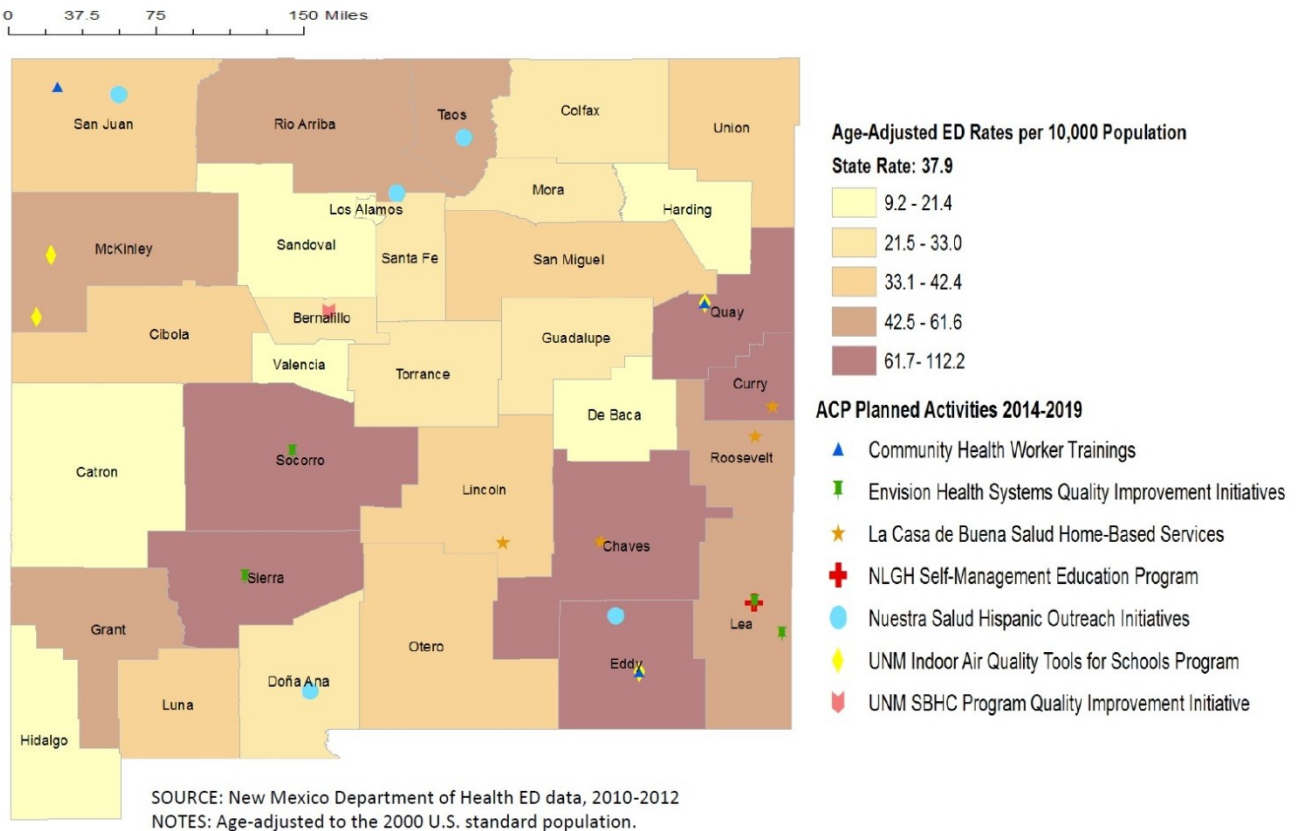 0 37.5 75 150 Miles
San Juan
Rio Arriba
Taos
Colfax
Union
Mora
Harding
Los Alamos
McKinley
Sandoval
Santa Fe
San Miguel
Quay
Cibola
Bernalillo
Guadalupe
Valencia
Torrance
Curry
De Baca
Catron
Socorro
Roosevelt
Lincoln
Chaves
Sierra
Grant
Lea
Otero
Eddy
Doña Ana
Luna
Hidalgo
Age-Adjusted ED Rates per 10,000 Population
State Rate: 37.9
9.2 - 21.4
21.5 - 33.0
33.1 - 42.4
42.5 - 61.6
61.7- 112.2
ACP Planned Activities 2014-2019
Community Health Worker Trainings
Envision Health Systems Quality Improvement Initiatives
La Casa de Buena Salud Home-Based Services
NLGH Self-Management Education Program
Nuestra Salud Hispanic Outreach Initiatives
UNM Indoor Air Quality Tools for Schools Program
UNM SBHC Program Quality Improvement Initiative
SOURCE: New Mexico Department of Health ED data, 2010-2012
NOTES: Age-adjusted to the 2000 U.S. standard population.